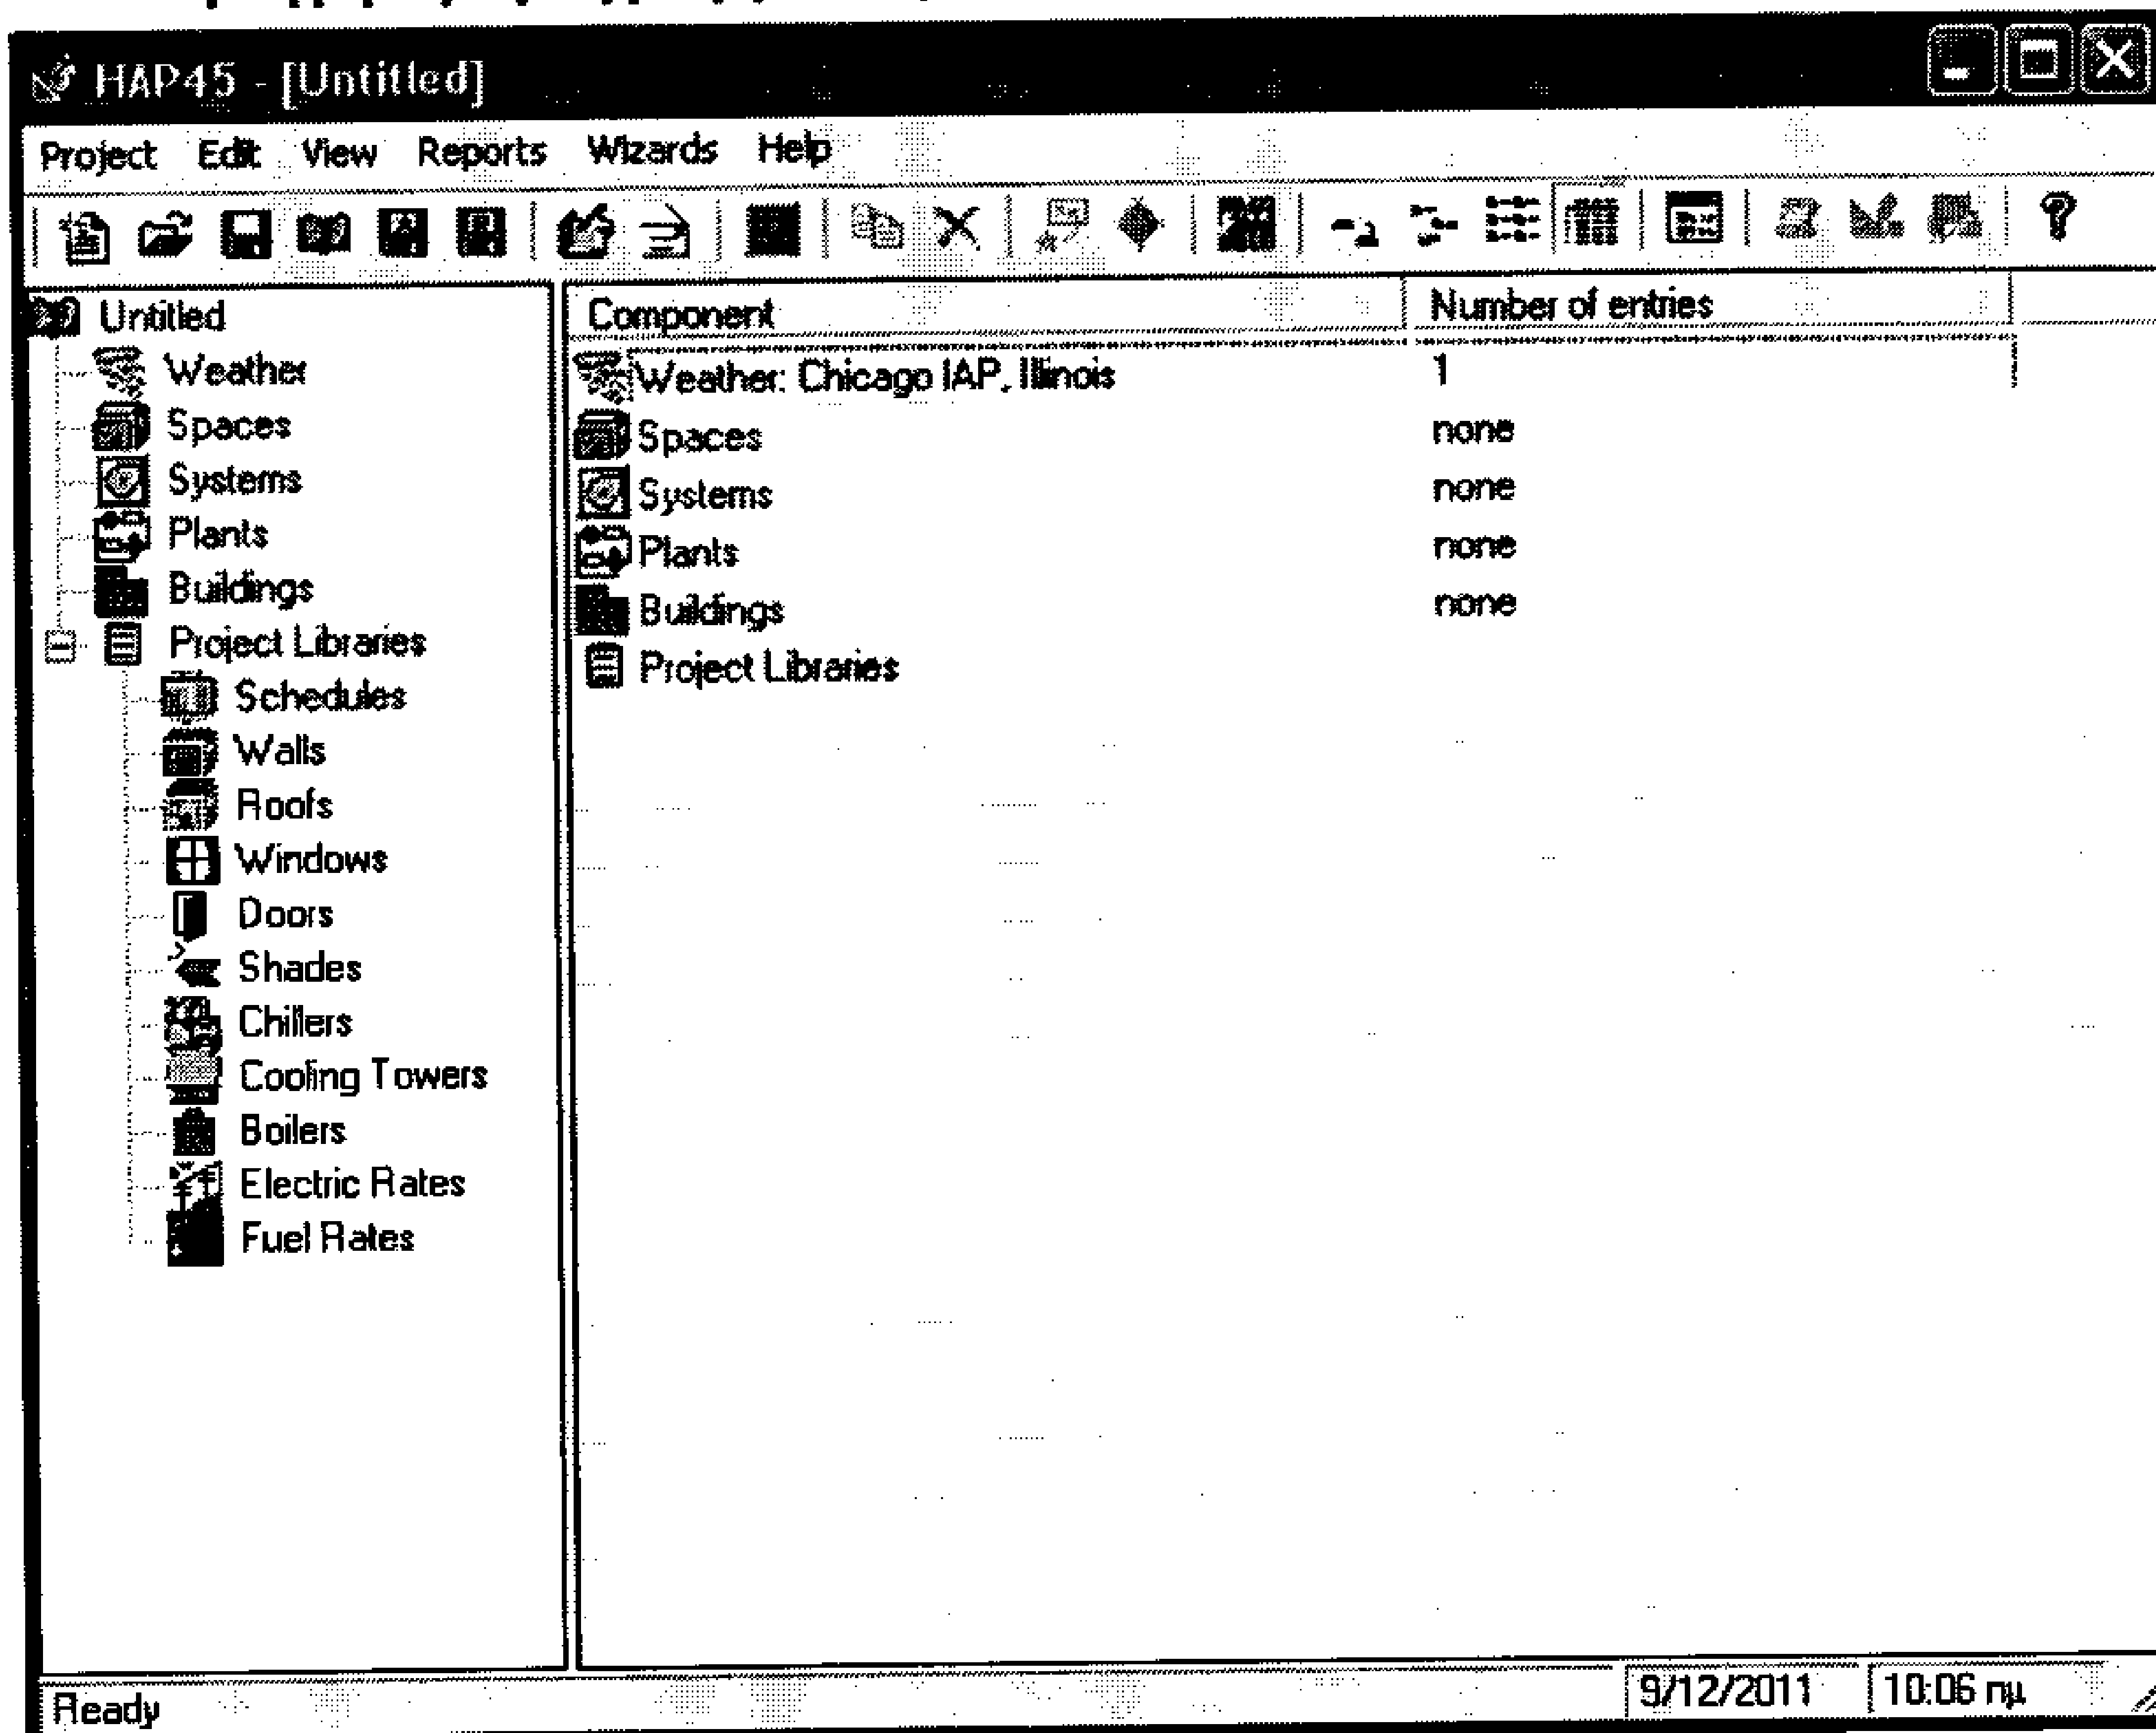 HAP45 - [Untitled]
Project Edit View Reports Wizards Help
Untitled
Weather
Spaces
Systems
Plants
Buildings
Project Libraries
Schedules
Walls
Roofs
Windows
Doors
Shades
Chillers
Cooling Towers
Boilers
Electric Rates
Fuel Rates
Component Number of entries
Weather: Chicago IAP, Illinois 1
Spaces none
Systems none
Plants none
Buildings none
Project Libraries
Ready 9/12/2011 10:06 πμ